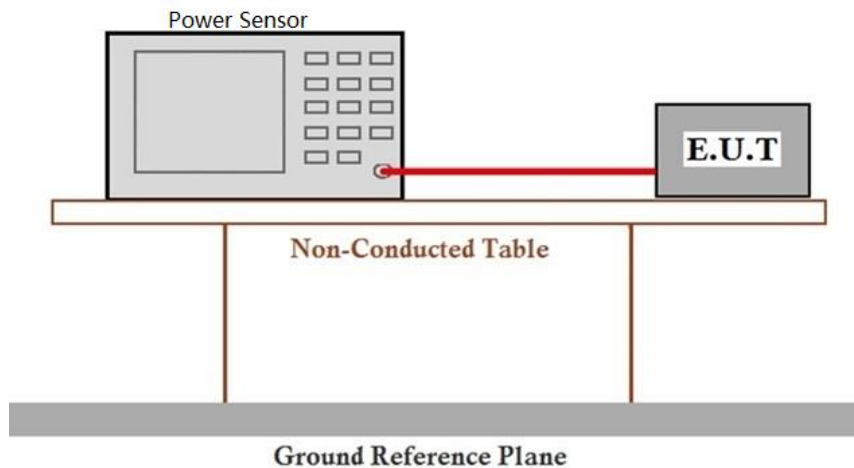 Power Sensor
E.U.T
Non-Conducted Table
Ground Reference Plane